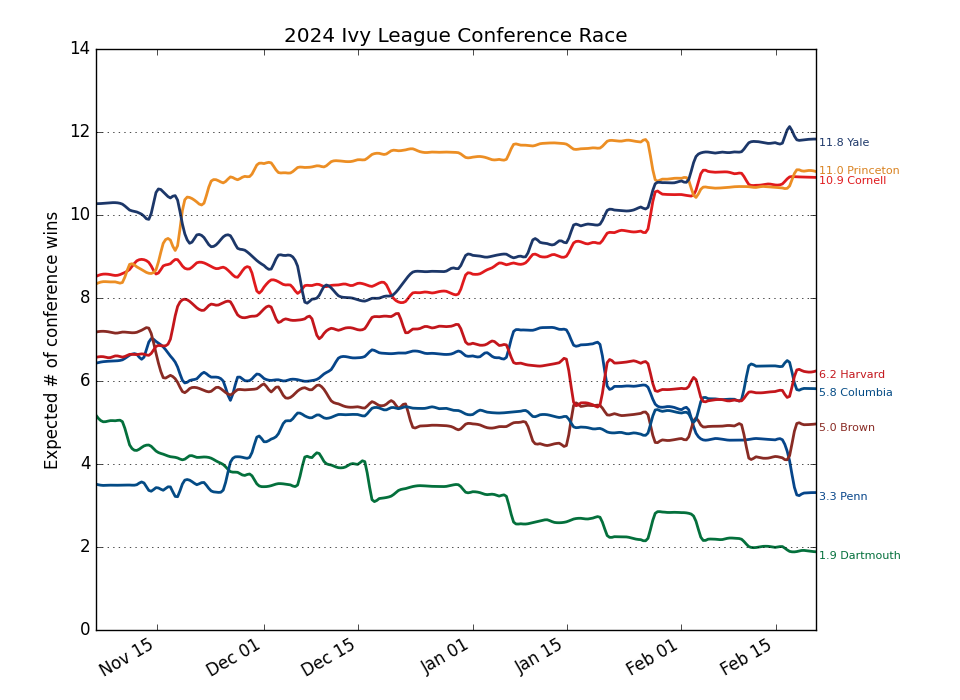 2024 Ivy League Conference Race
Expected # of conference wins
14
12
10
8
6
4
2
0
Nov 15
Dec 01
Dec 15
Jan 01
Jan 15
Feb 01
Feb 15
11.8 Yale
11.0 Princeton
10.9 Cornell
6.2 Harvard
5.8 Columbia
5.0 Brown
3.3 Penn
1.9 Dartmouth